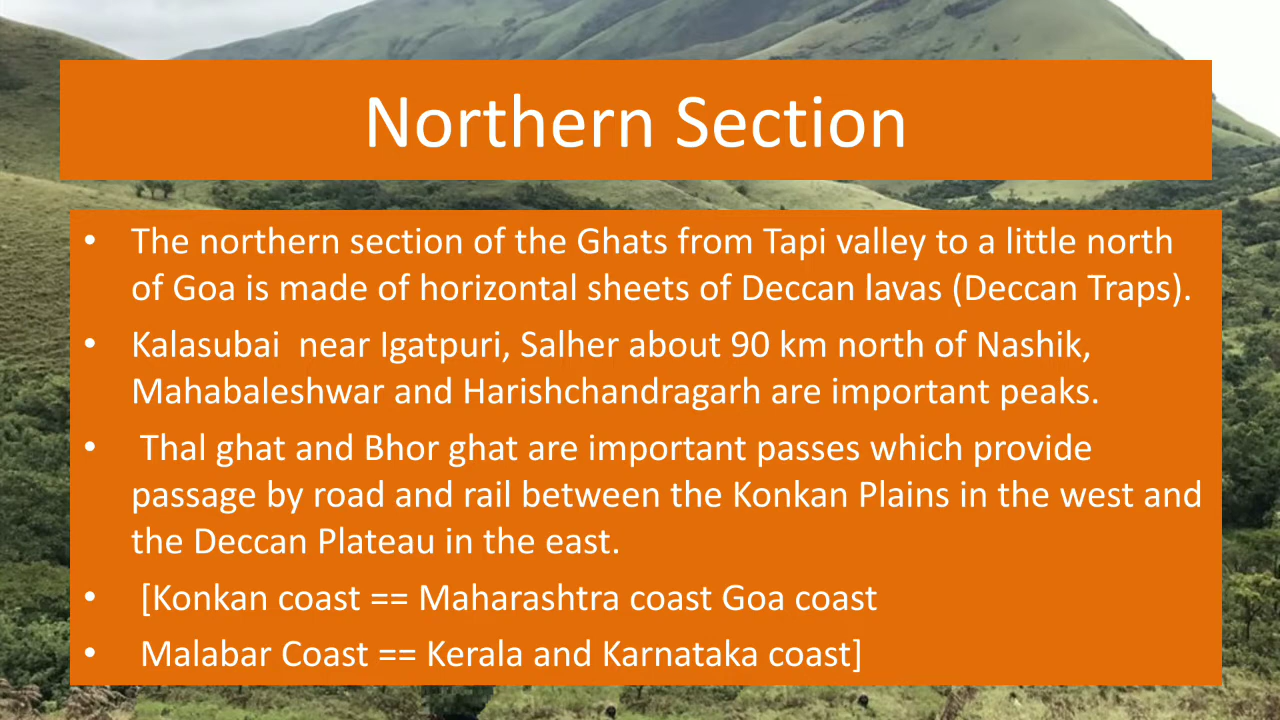 Northern Section
• The northern section of the Ghats from Tapi valley to a little north
of Goa is made of horizontal sheets of Deccan lavas (Deccan Traps).
• Kalasubai  near Igatpuri, Salher about 90 km north of Nashik,
Mahabaleshwar and Harishchandragarh are important peaks.
• Thal ghat and Bhor ghat are important passes which provide
passage by road and rail between the Konkan Plains in the west and
the Deccan Plateau in the east.
• [Konkan coast == Maharashtra coast Goa coast
• Malabar Coast == Kerala and Karnataka coast]